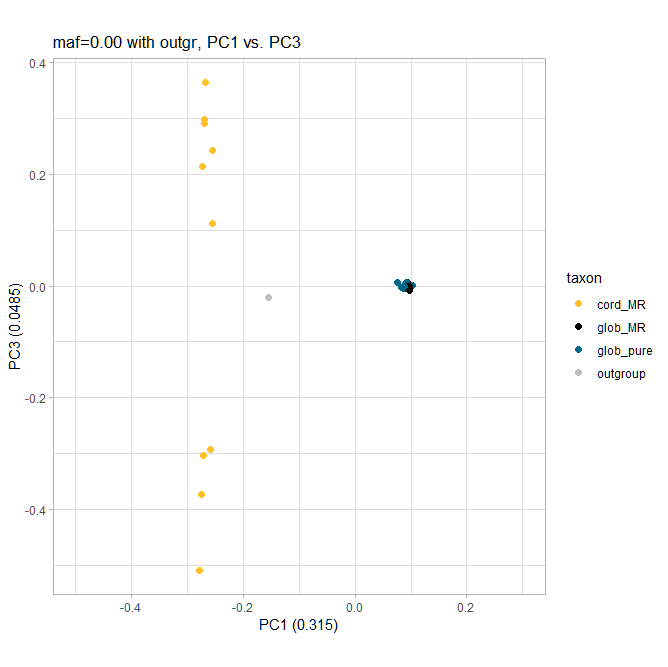 maf=0.00 with outgr, PC1 vs. PC3
0.4
0.2
0.0
-0.2
-0.4
PC3 (0.0485)
-0.4
-0.2
0.0
0.2
PC1 (0.315)
taxon
cord_MR
glob_MR
glob_pure
outgroup